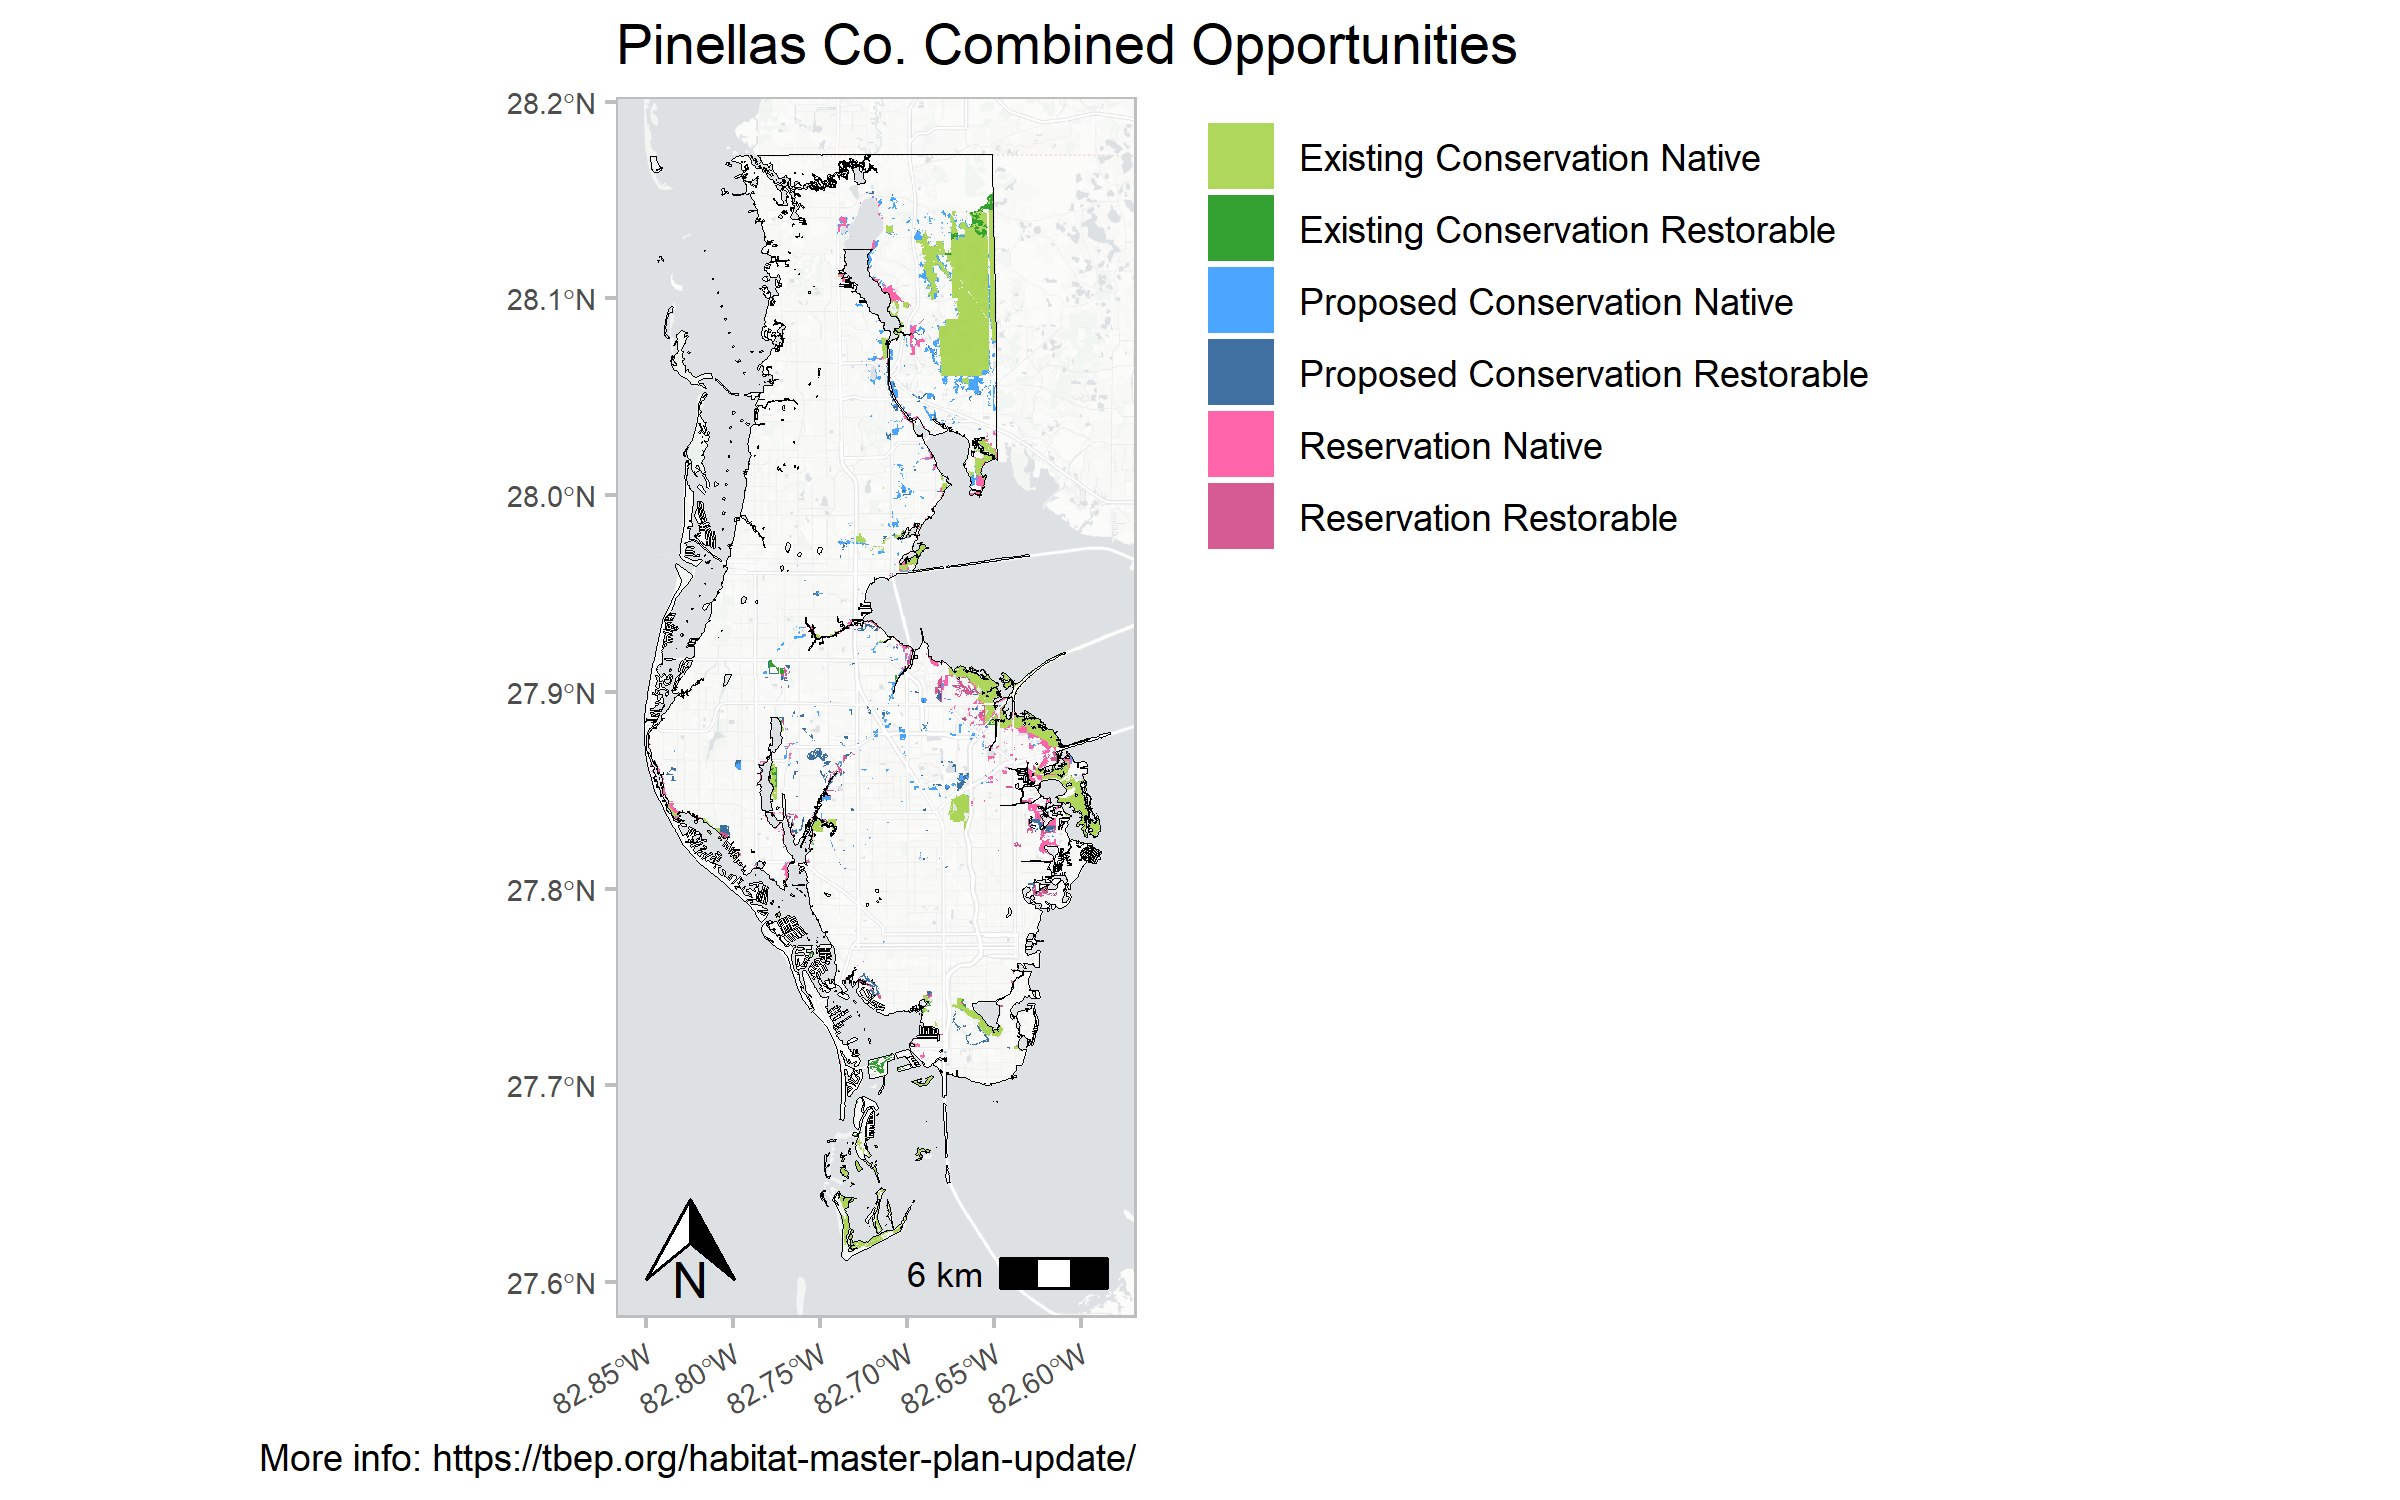 Pinellas Co. Combined Opportunities
28.2°N
28.1°N
28.0°N
27.9°N
27.8°N
27.7°N
27.6°N
82.85°W
82.80°W
82.75°W
82.70°W
82.65°W
82.60°W
N
6 km
Existing Conservation Native
Existing Conservation Restorable
Proposed Conservation Native
Proposed Conservation Restorable
Reservation Native
Reservation Restorable
More info: https://tbep.org/habitat-master-plan-update/